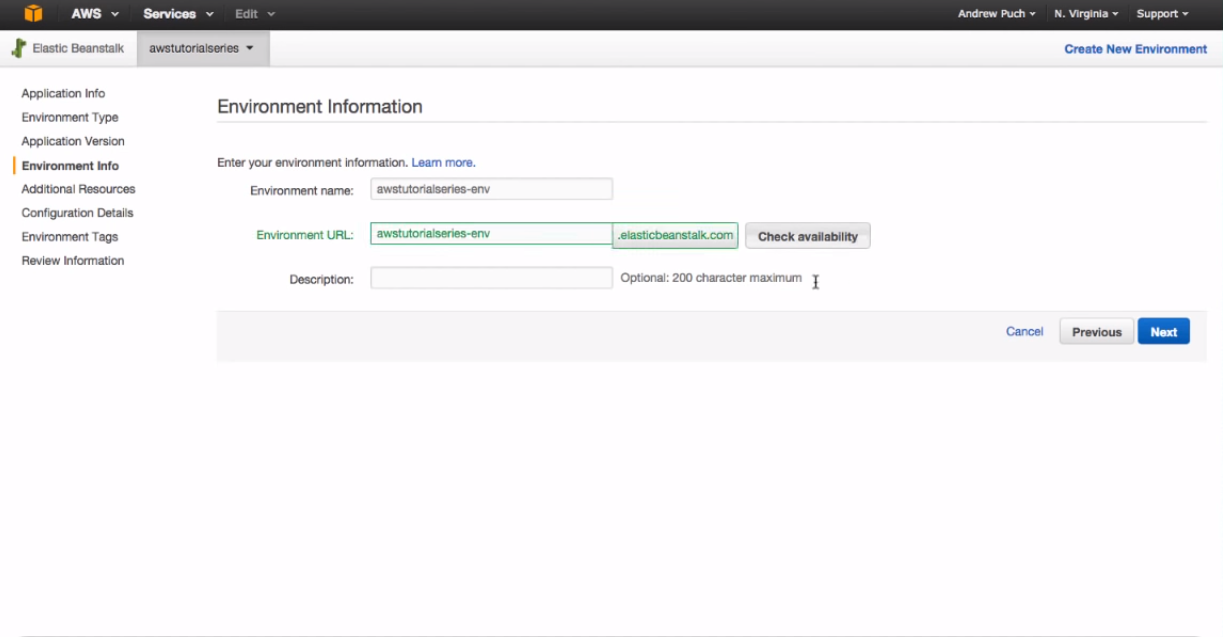 AWS Services Edit Andrew Puch N. Virginia Support
Elastic Beanstalk awstutorialseries Create New Environment
Application Info
Environment Type
Application Version
Environment Info
Additional Resources
Configuration Details
Environment Tags
Review Information
Environment Information
Enter your environment information. Learn more.
Environment name: awstutorialseries-env
Environment URL: awstutorialseries-env .elasticbeanstalk.com Check availability
Description: Optional: 200 character maximum
Cancel Previous Next